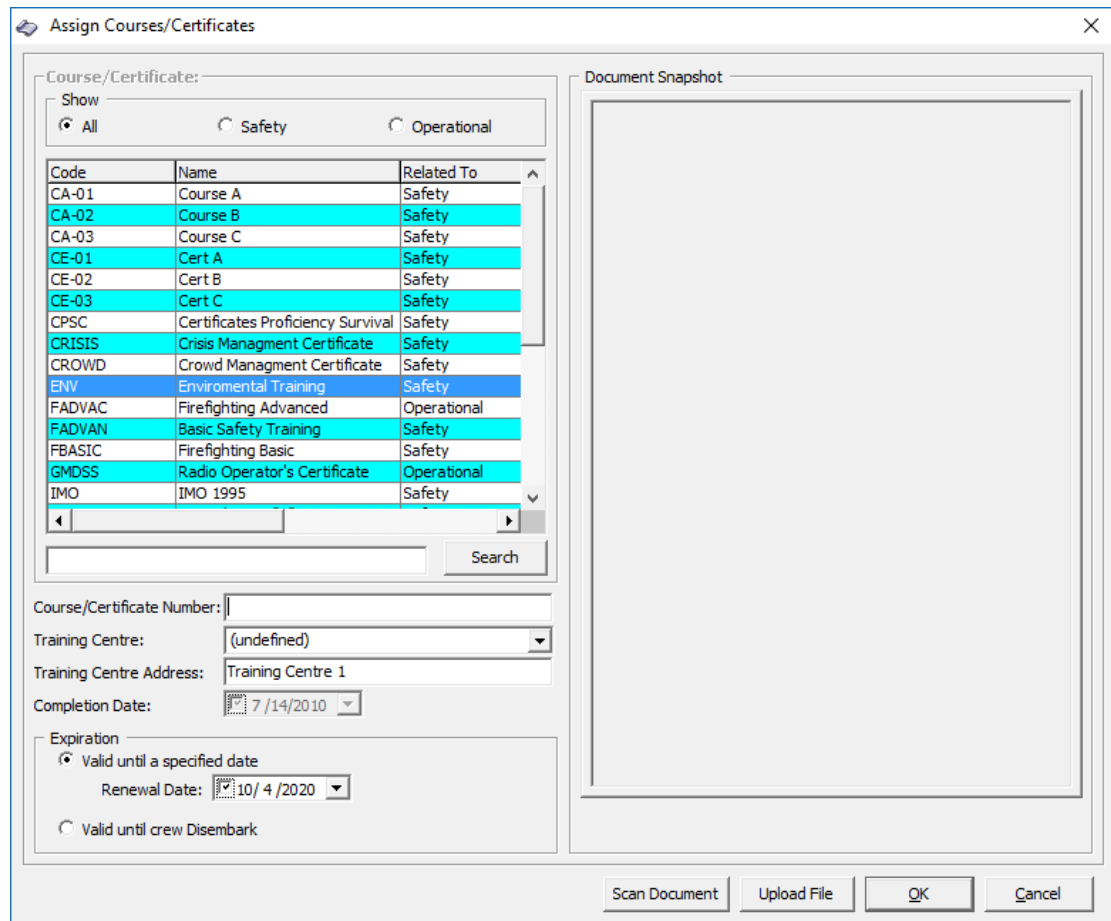 Assign Courses/Certificates
Course/Certificate:
Show
All Safety Operational
Code Name Related To
CA-01 Course A Safety
CA-02 Course B Safety
CA-03 Course C Safety
CE-01 Cert A Safety
CE-02 Cert B Safety
CE-03 Cert C Safety
CPSC Certificates Proficiency Survival Safety
CRISIS Crisis Managment Certificate Safety
CROWD Crowd Managment Certificate Safety
ENV Enviromental Training Safety
FADVAC Firefighting Advanced Operational
FADVAN Basic Safety Training Safety
FBASIC Firefighting Basic Safety
GMDSS Radio Operator's Certificate Operational
IMO IMO 1995 Safety
Search
Course/Certificate Number:
Training Centre: (undefined)
Training Centre Address: Training Centre 1
Completion Date: 7 /14/2010
Expiration
Valid until a specified date
Renewal Date: 10/ 4 /2020
Valid until crew Disembark
Document Snapshot
Scan Document Upload File OK Cancel